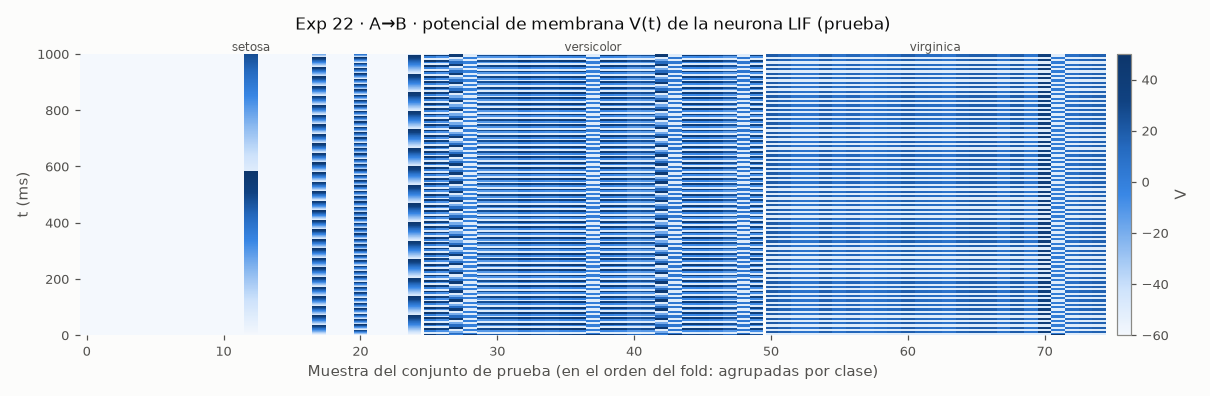 Exp 22 · A→B · potencial de membrana V(t) de la neurona LIF (prueba)
setosa
versicolor
virginica
1000
800
600
400
200
0
t (ms)
0
10
20
30
40
50
60
70
Muestra del conjunto de prueba (en el orden del fold: agrupadas por clase)
40
20
0
−20
−40
−60
V